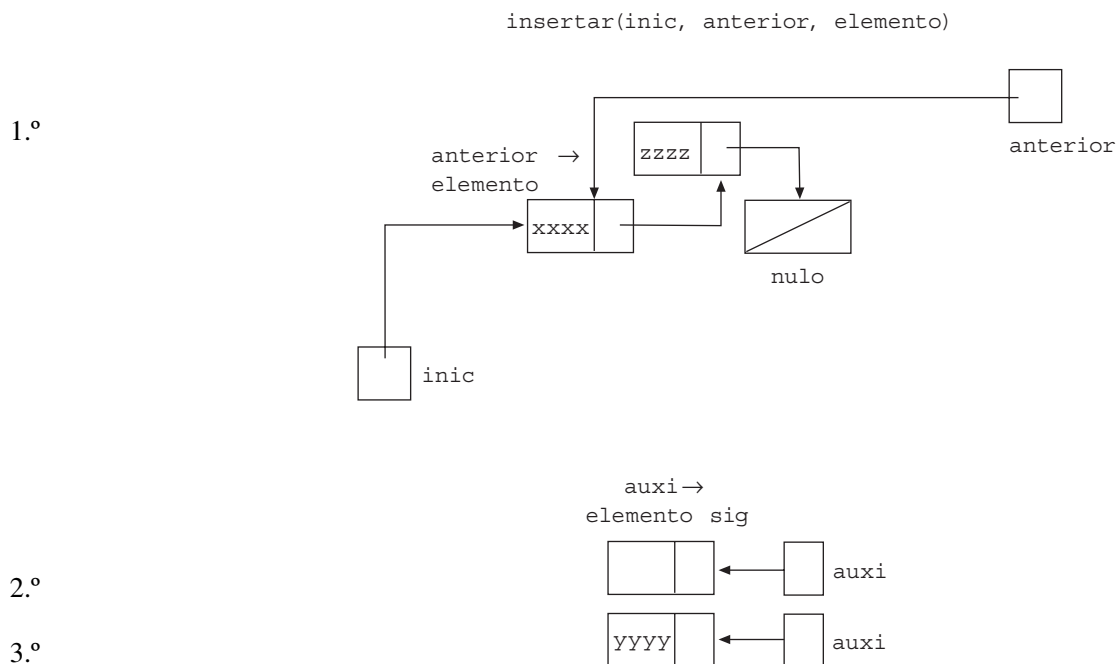 insertar(inic, anterior, elemento)
1.º
anterior
anterior →
elemento
zzzz
xxxx
nulo
inic
auxi→
elemento sig
2.º
auxi
3.º
yyyy
auxi